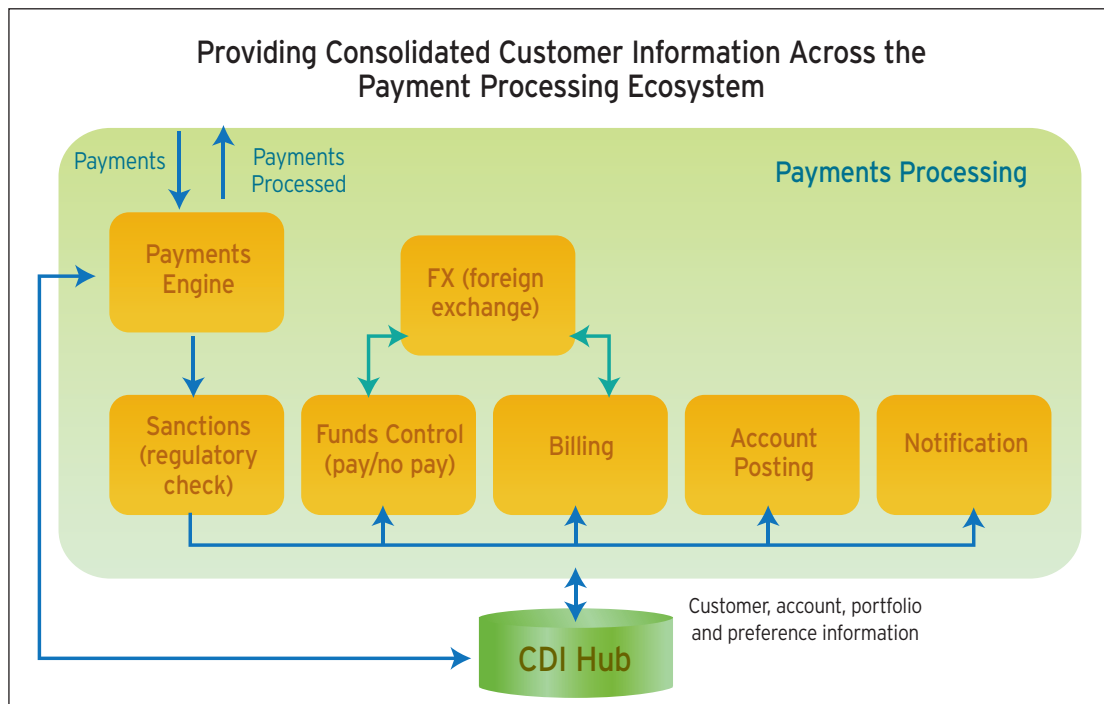 Providing Consolidated Customer Information Across the
Payment Processing Ecosystem
Payments
Payments
Processed
Payments Processing
Payments
Engine
FX (foreign
exchange)
Sanctions
(regulatory
check)
Funds Control
(pay/no pay)
Billing
Account
Posting
Notification
Customer, account, portfolio
and preference information
CDI Hub